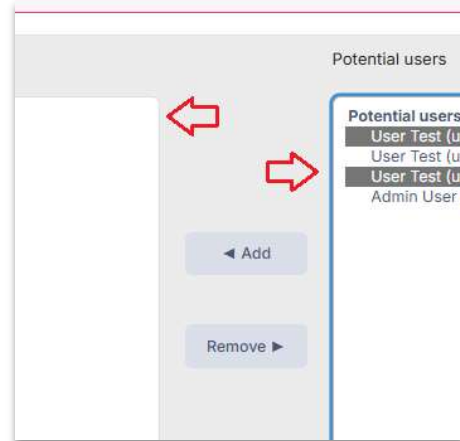 Potential users
Potential users
User Test (u
User Test (u
User Test (u
Admin User
◄ Add
Remove ►